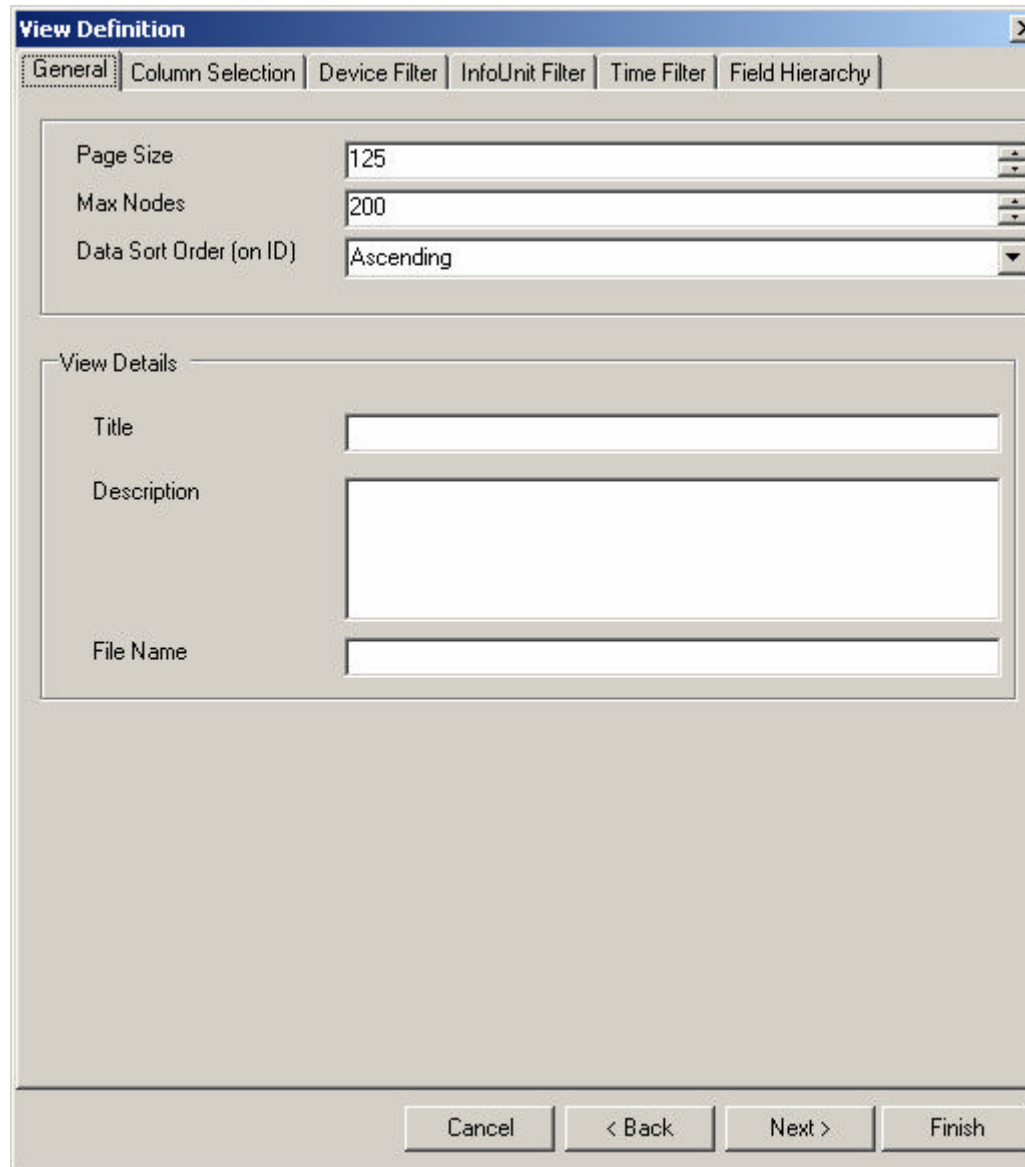 View Definition
General Column Selection Device Filter InfoUnit Filter Time Filter Field Hierarchy
Page Size 125
Max Nodes 200
Data Sort Order (on ID) Ascending
View Details
Title
Description
File Name
Cancel < Back Next > Finish